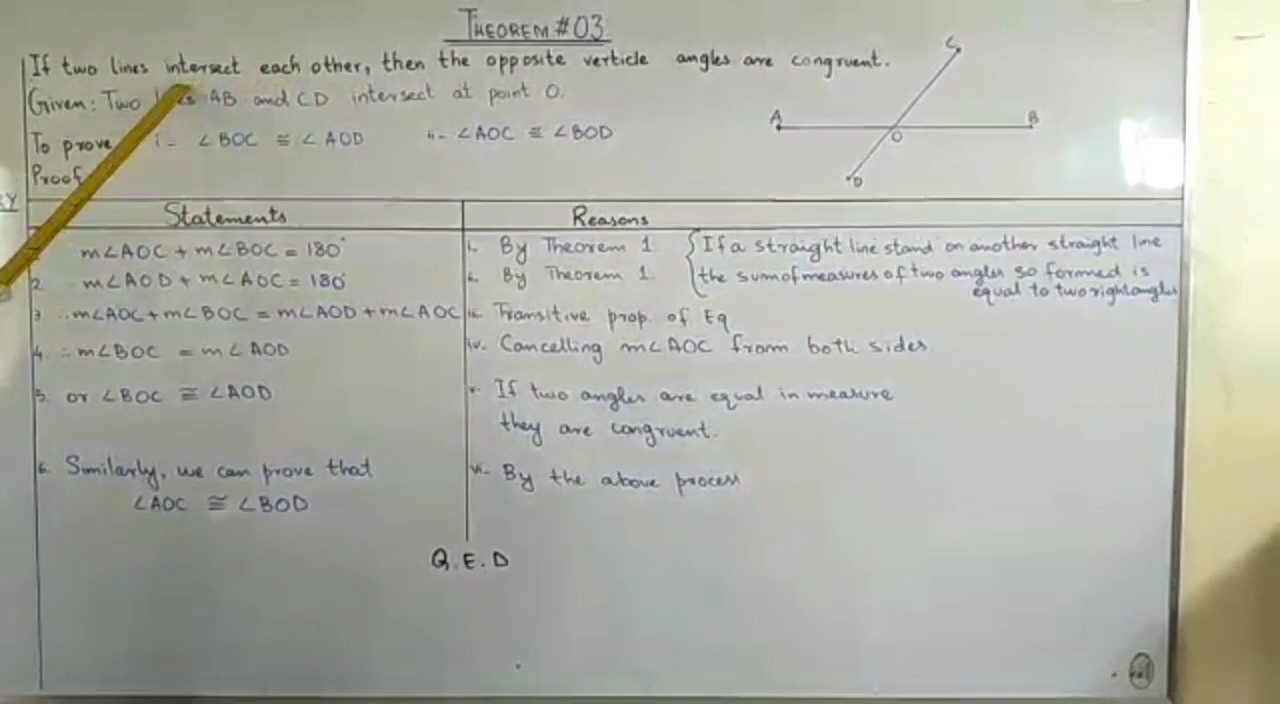 THEOREM #03
If two lines intersect each other, then the opposite verticle angles are congruent.
Given: Two AB and CD intersect at point O.
To prove i- ∠BOC ≅ ∠AOD ii- ∠AOC ≅ ∠BOD
Proof
C
A
B
O
D
RY
Statements
Reasons
m∠AOC + m∠BOC = 180°
i. By Theorem 1
{If a straight line stand on another straight line
2. m∠AOD + m∠AOC = 180°
ii. By Theorem 1
the sum of measures of two angles so formed is
equal to two right angles
3. ∴ m∠AOC + m∠BOC = m∠AOD + m∠AOC
iii. Transitive prop. of Eq
4. ∴ m∠BOC = m∠AOD
iv. Cancelling m∠AOC from both sides
5. or ∠BOC ≅ ∠AOD
v. If two angles are equal in measure
they are congruent.
6. Similarly, we can prove that
∠AOC ≅ ∠BOD
vi- By the above process
Q.E.D